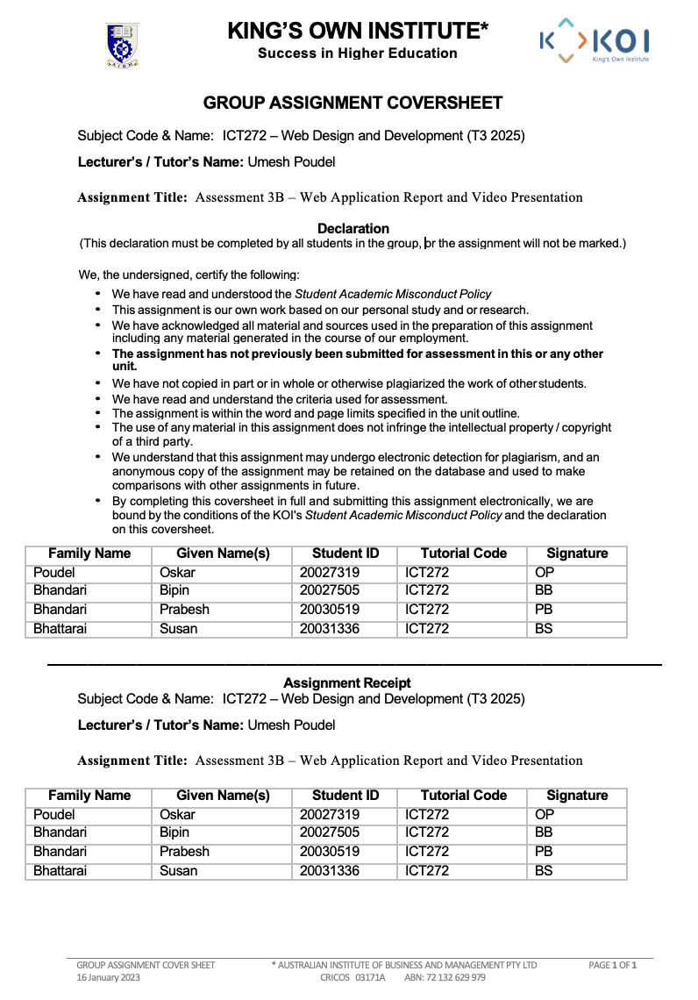 KING'S OWN INSTITUTE*
Success in Higher Education
A I B M
KOI
King's Own Institute
GROUP ASSIGNMENT COVERSHEET
Subject Code & Name: ICT272 – Web Design and Development (T3 2025)
Lecturer's / Tutor's Name: Umesh Poudel
Assignment Title: Assessment 3B – Web Application Report and Video Presentation
Declaration
(This declaration must be completed by all students in the group, or the assignment will not be marked.)
We, the undersigned, certify the following:
• We have read and understood the Student Academic Misconduct Policy
• This assignment is our own work based on our personal study and or research.
• We have acknowledged all material and sources used in the preparation of this assignment
including any material generated in the course of our employment.
• The assignment has not previously been submitted for assessment in this or any other
unit.
• We have not copied in part or in whole or otherwise plagiarized the work of other students.
• We have read and understand the criteria used for assessment.
• The assignment is within the word and page limits specified in the unit outline.
• The use of any material in this assignment does not infringe the intellectual property / copyright
of a third party.
• We understand that this assignment may undergo electronic detection for plagiarism, and an
anonymous copy of the assignment may be retained on the database and used to make
comparisons with other assignments in future.
• By completing this coversheet in full and submitting this assignment electronically, we are
bound by the conditions of the KOI's Student Academic Misconduct Policy and the declaration
on this coversheet.
Family Name Given Name(s) Student ID Tutorial Code Signature
Poudel Oskar 20027319 ICT272 OP
Bhandari Bipin 20027505 ICT272 BB
Bhandari Prabesh 20030519 ICT272 PB
Bhattarai Susan 20031336 ICT272 BS
Assignment Receipt
Subject Code & Name: ICT272 – Web Design and Development (T3 2025)
Lecturer's / Tutor's Name: Umesh Poudel
Assignment Title: Assessment 3B – Web Application Report and Video Presentation
Family Name Given Name(s) Student ID Tutorial Code Signature
Poudel Oskar 20027319 ICT272 OP
Bhandari Bipin 20027505 ICT272 BB
Bhandari Prabesh 20030519 ICT272 PB
Bhattarai Susan 20031336 ICT272 BS
GROUP ASSIGNMENT COVER SHEET * AUSTRALIAN INSTITUTE OF BUSINESS AND MANAGEMENT PTY LTD PAGE 1 OF 1
16 January 2023 CRICOS 03171A ABN: 72 132 629 979